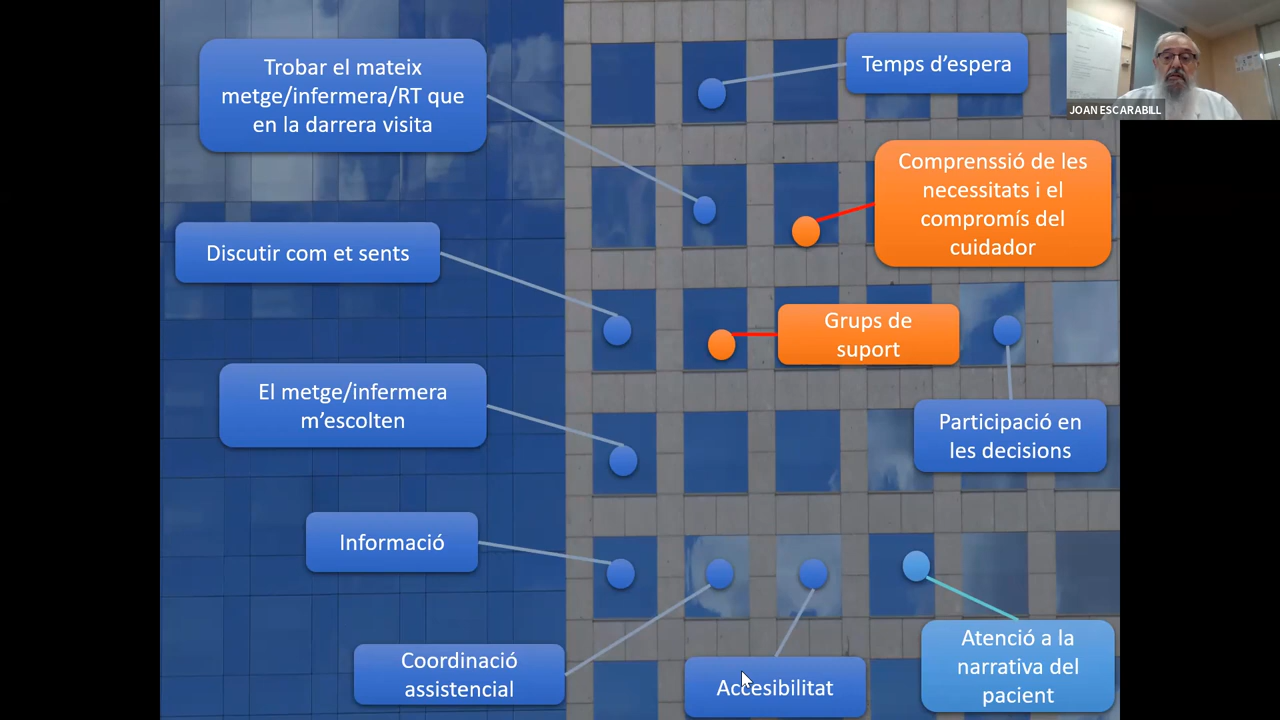 Trobar el mateix
metge/infermera/RT que
en la darrera visita
Temps d'espera
JOAN ESCARABILL
Comprenssió de les
necessitats i el
compromís del
cuidador
Discutir com et sents
Grups de
suport
El metge/infermera
m'escolten
Participació en
les decisions
Informació
Coordinació
assistencial
Accesibilitat
Atenció a la
narrativa del
pacient